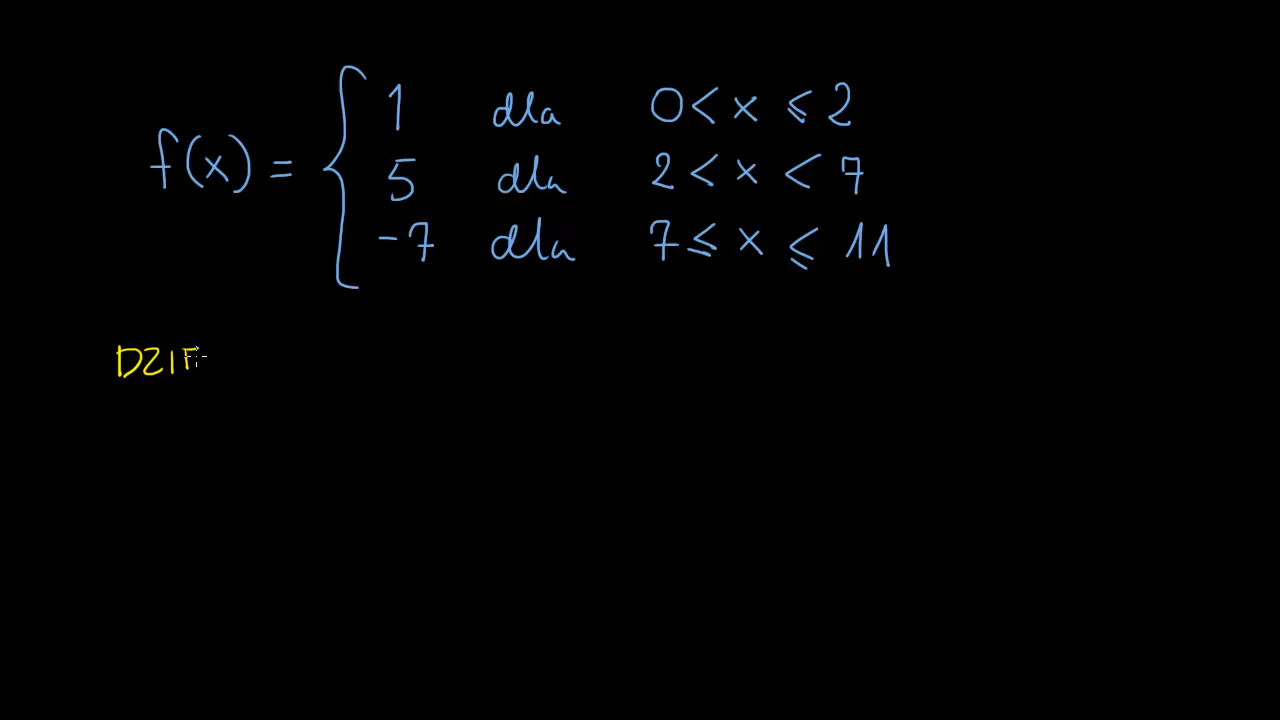 f(x) = { 1 dla 0 < x ⩽ 2
5 dla 2 < x < 7
-7 dla 7 ⩽ x ⩽ 11
DZIE